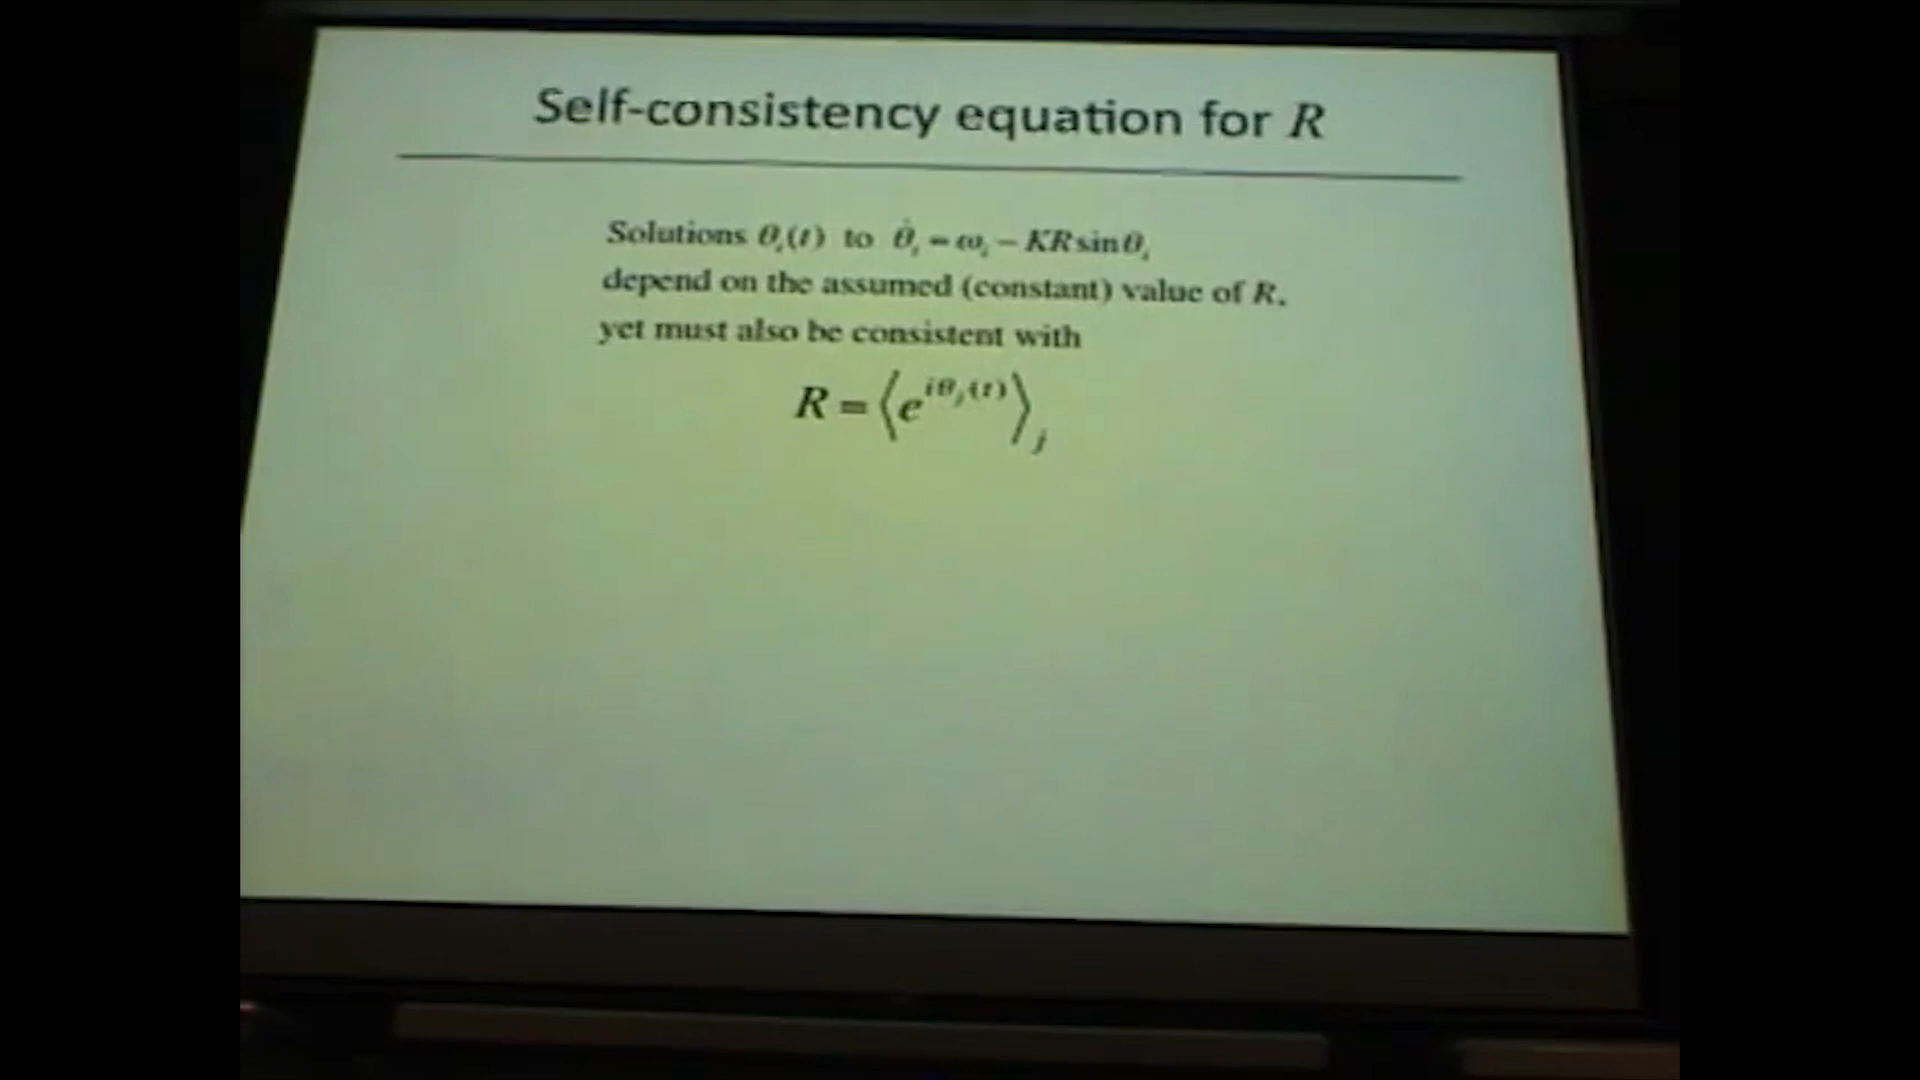 Self-consistency equation for R
Solutions θᵢ(t) to θ̇ᵢ = ωᵢ − KR sin θᵢ
depend on the assumed (constant) value of R,
yet must also be consistent with
R = ⟨e^{iθⱼ(t)}⟩ⱼ